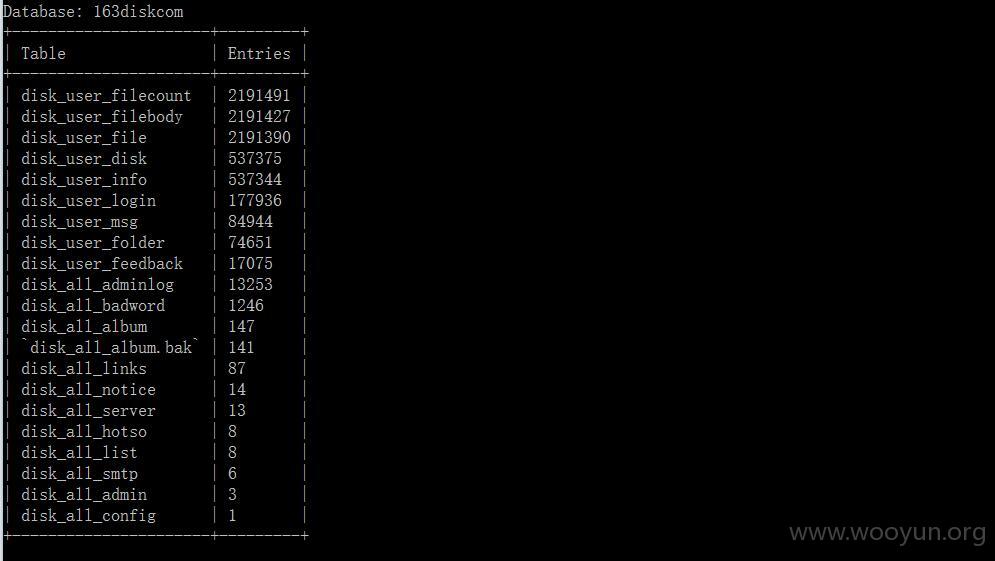 Database: 163diskcom
+----------------------+---------+
| Table                | Entries |
+----------------------+---------+
| disk_user_filecount  | 2191491 |
| disk_user_filebody   | 2191427 |
| disk_user_file       | 2191390 |
| disk_user_disk       | 537375  |
| disk_user_info       | 537344  |
| disk_user_login      | 177936  |
| disk_user_msg        | 84944   |
| disk_user_folder     | 74651   |
| disk_user_feedback   | 17075   |
| disk_all_adminlog    | 13253   |
| disk_all_badword     | 1246    |
| disk_all_album       | 147     |
| `disk_all_album.bak` | 141     |
| disk_all_links       | 87      |
| disk_all_notice      | 14      |
| disk_all_server      | 13      |
| disk_all_hotso       | 8       |
| disk_all_list        | 8       |
| disk_all_smtp        | 6       |
| disk_all_admin       | 3       |
| disk_all_config      | 1       |
+----------------------+---------+
www.wooyun.org